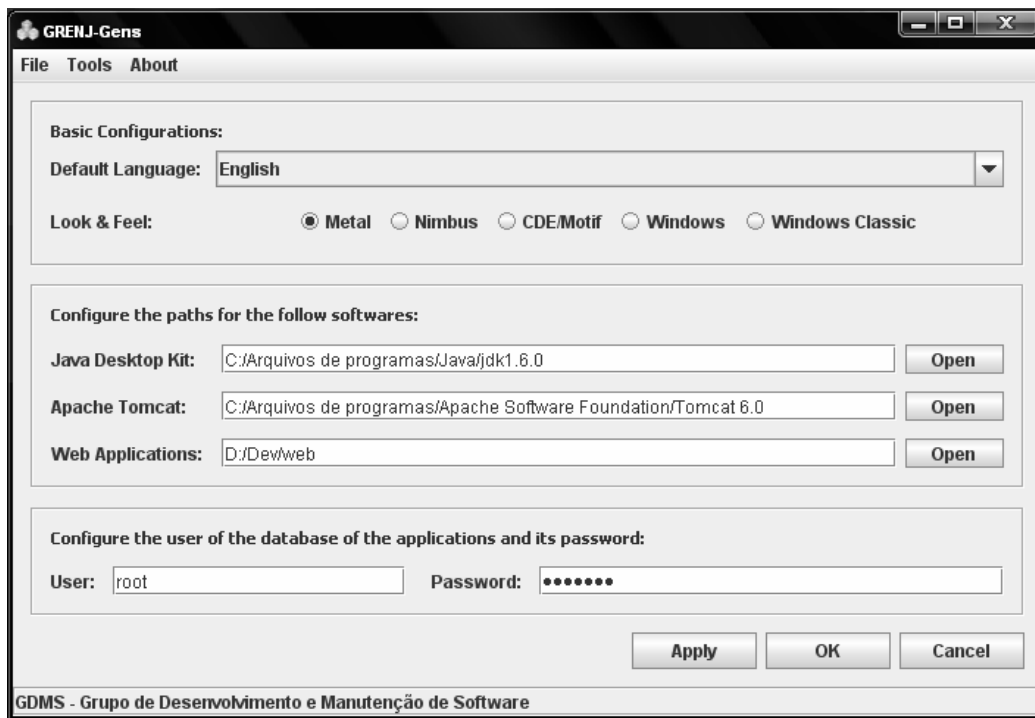 GRENJ-Gens
File Tools About
Basic Configurations:
Default Language: English
Look & Feel: Metal Nimbus CDE/Motif Windows Windows Classic
Configure the paths for the follow softwares:
Java Desktop Kit: C:/Arquivos de programas/Java/jdk1.6.0 Open
Apache Tomcat: C:/Arquivos de programas/Apache Software Foundation/Tomcat 6.0 Open
Web Applications: D:/Dev/web Open
Configure the user of the database of the applications and its password:
User: root Password: •••••••
Apply OK Cancel
GDMS - Grupo de Desenvolvimento e Manutenção de Software